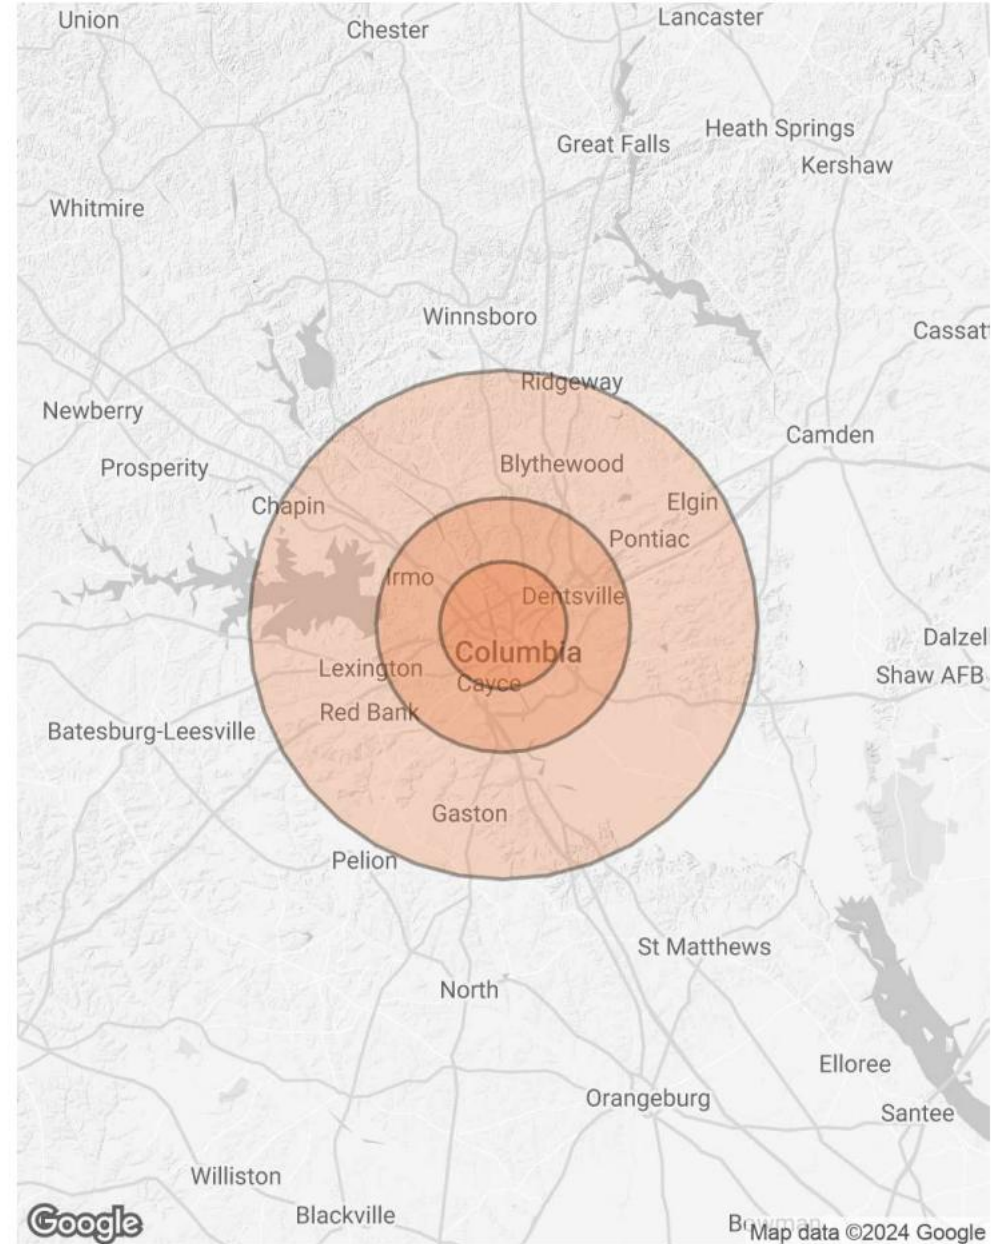 Union
Chester
Lancaster
Great Falls
Heath Springs
Kershaw
Whitmire
Winnsboro
Cassat
Ridgeway
Newberry
Camden
Prosperity
Blythewood
Chapin
Elgin
Pontiac
Irmo
Dentsville
Dalzell
Columbia
Lexington
Cayce
Shaw AFB
Red Bank
Batesburg-Leesville
Gaston
Pelion
St Matthews
North
Elloree
Orangeburg
Santee
Williston
Blackville
Bowman
Google
Map data ©2024 Google